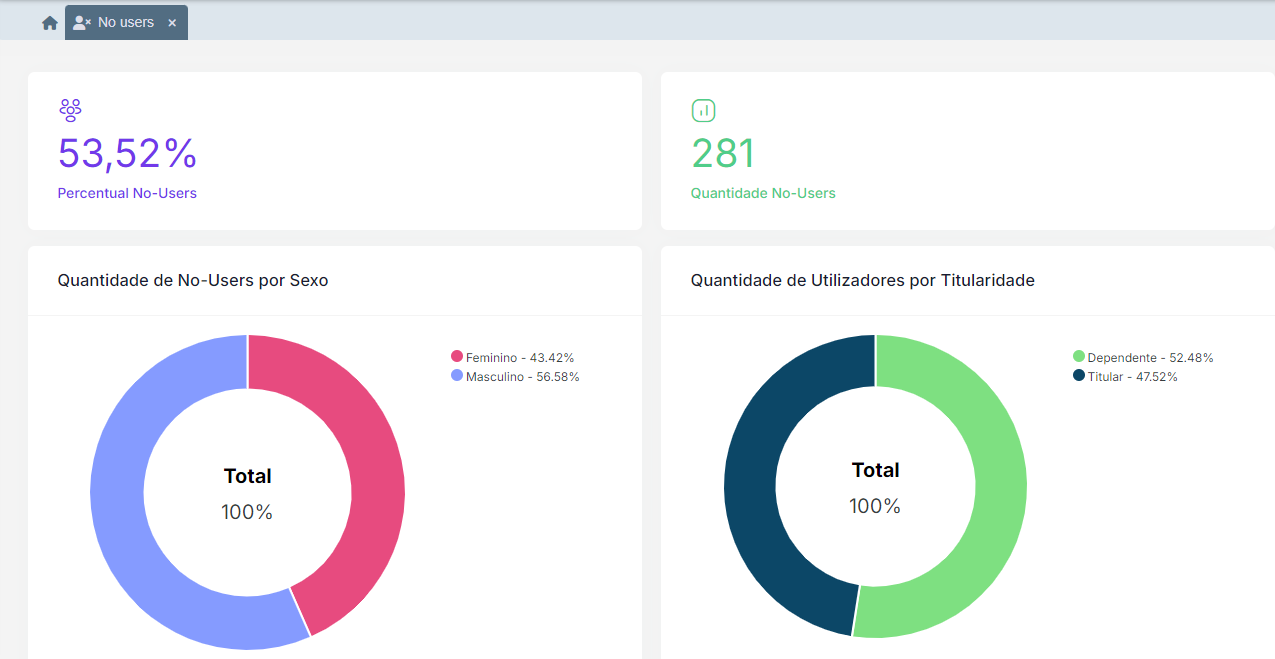 No users ×
53,52%
Percentual No-Users
281
Quantidade No-Users
Quantidade de No-Users por Sexo
Feminino - 43.42%
Masculino - 56.58%
Total
100%
Quantidade de Utilizadores por Titularidade
Dependente - 52.48%
Titular - 47.52%
Total
100%